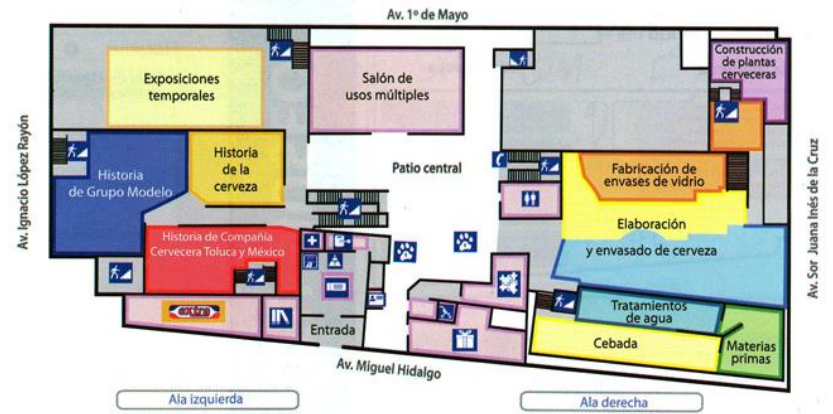 Av. 1º de Mayo
Construcción
de plantas
cerveceras
Exposiciones
temporales
Salón de
usos múltiples
Av. Ignacio López Rayón
Historia
de Grupo Modelo
Historia
de la
cerveza
Patio central
Fabricación de
envases de vidrio
Av. Sor Juana Inés de la Cruz
Elaboración
y envasado de cerveza
Historia de Compañía
Cervecera Toluca y México
Tratamientos
de agua
extra
Entrada
Cebada
Materias
primas
Av. Miguel Hidalgo
Ala izquierda
Ala derecha